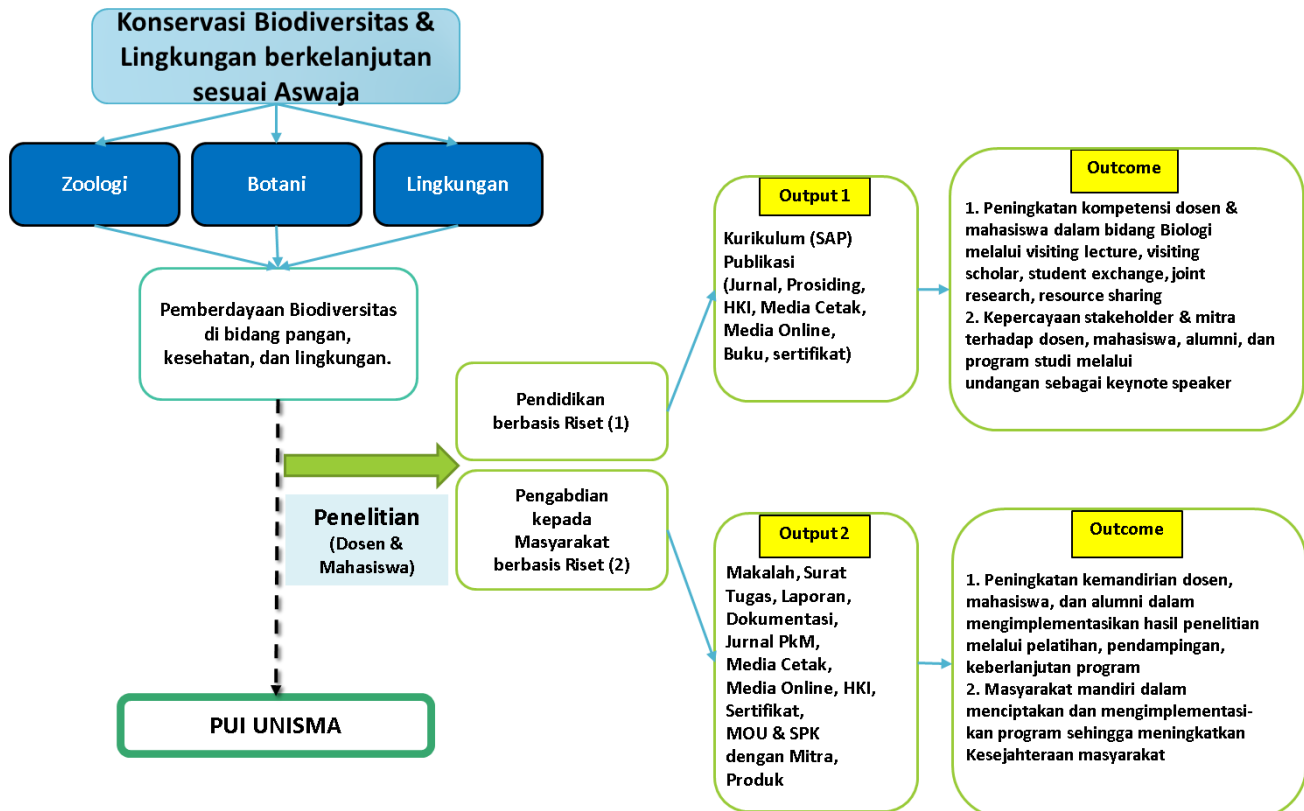 Konservasi Biodiversitas &
Lingkungan berkelanjutan
sesuai Aswaja
Zoologi
Botani
Lingkungan
Pemberdayaan Biodiversitas
di bidang pangan,
kesehatan, dan lingkungan.
Penelitian
(Dosen &
Mahasiswa)
PUI UNISMA
Pendidikan
berbasis Riset (1)
Pengabdian
kepada
Masyarakat
berbasis Riset (2)
Output 1
Kurikulum (SAP)
Publikasi
(Jurnal, Prosiding,
HKI, Media Cetak,
Media Online,
Buku, sertifikat)
Outcome
1. Peningkatan kompetensi dosen &
mahasiswa dalam bidang Biologi
melalui visiting lecture, visiting
scholar, student exchange, joint
research, resource sharing
2. Kepercayaan stakeholder & mitra
terhadap dosen, mahasiswa, alumni, dan
program studi melalui
undangan sebagai keynote speaker
Output 2
Makalah, Surat
Tugas, Laporan,
Dokumentasi,
Jurnal PkM,
Media Cetak,
Media Online, HKI,
Sertifikat,
MOU & SPK
dengan Mitra,
Produk
Outcome
1. Peningkatan kemandirian dosen,
mahasiswa, dan alumni dalam
mengimplementasikan hasil penelitian
melalui pelatihan, pendampingan,
keberlanjutan program
2. Masyarakat mandiri dalam
menciptakan dan mengimplementasi-
kan program sehingga meningkatkan
Kesejahteraan masyarakat